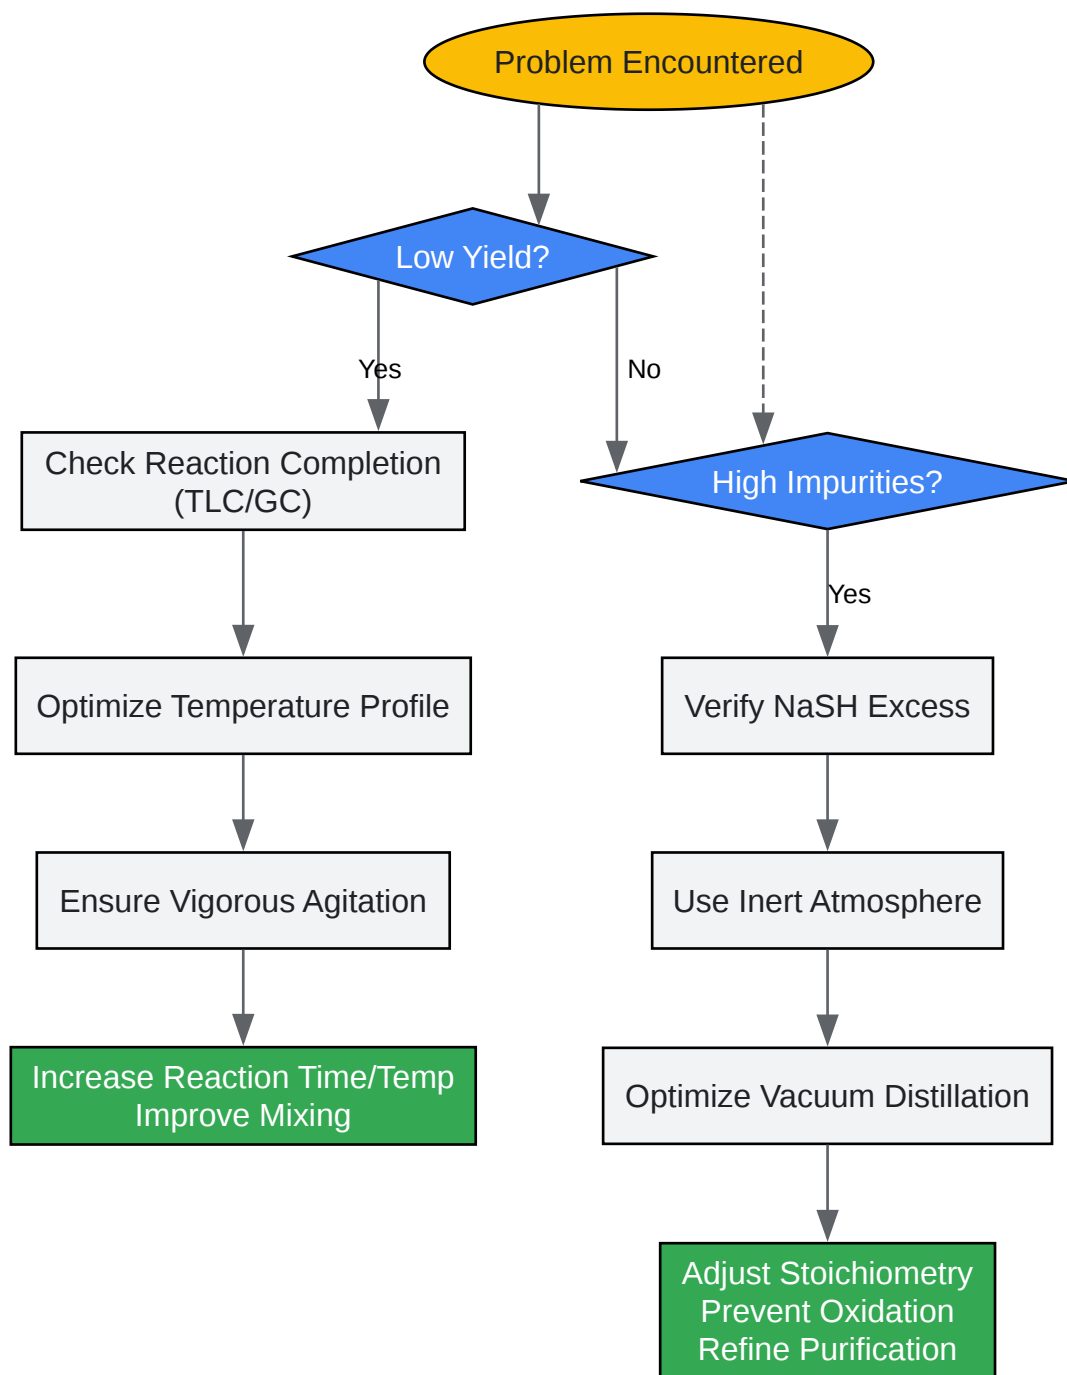 Problem Encountered
Low Yield?
Yes
No
Check Reaction Completion
(TLC/GC)
High Impurities?
Yes
Optimize Temperature Profile
Verify NaSH Excess
Ensure Vigorous Agitation
Use Inert Atmosphere
Increase Reaction Time/Temp
Improve Mixing
Optimize Vacuum Distillation
Adjust Stoichiometry
Prevent Oxidation
Refine Purification